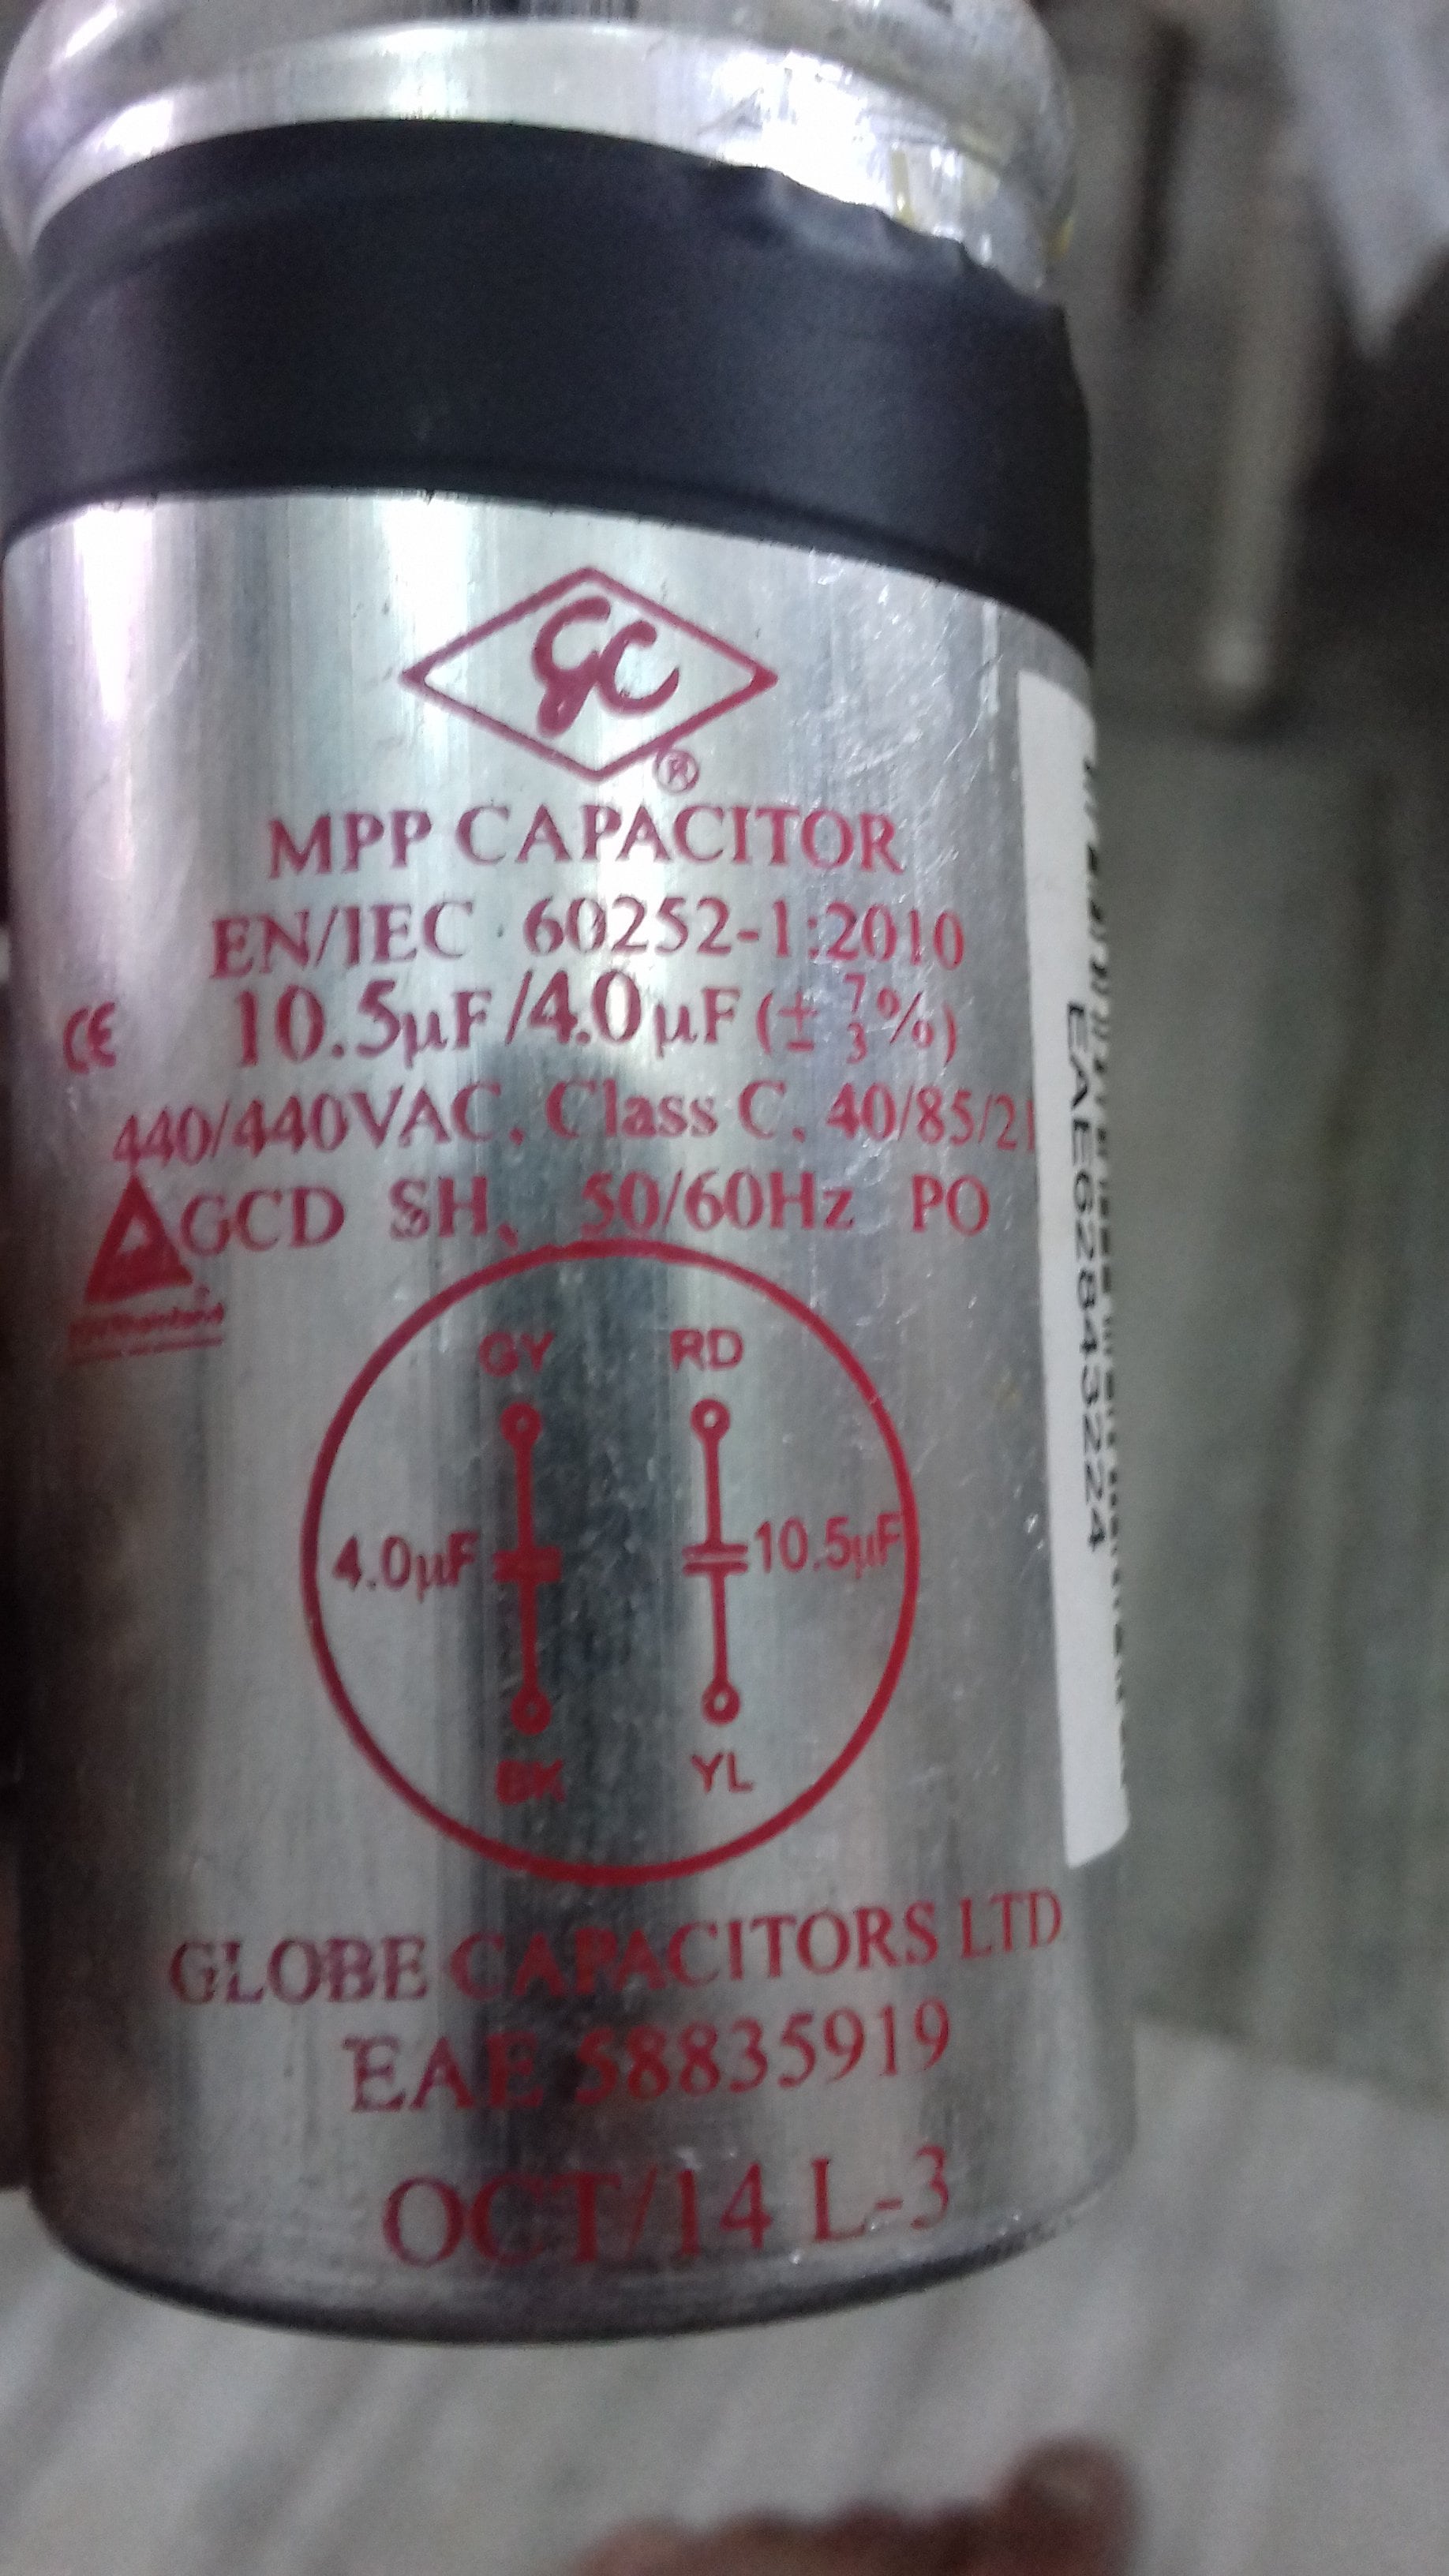 GC
®
MPP CAPACITOR
EN/IEC 60252-1:2010
CE 10.5µF/4.0µF (± 7/3 %)
440/440VAC, Class C, 40/85/21
GCD SH, 50/60Hz PO
GY RD
4.0µF 10.5µF
BK YL
GLOBE CAPACITORS LTD
EAE 58835919
OCT/14 L-3
EAE62843224